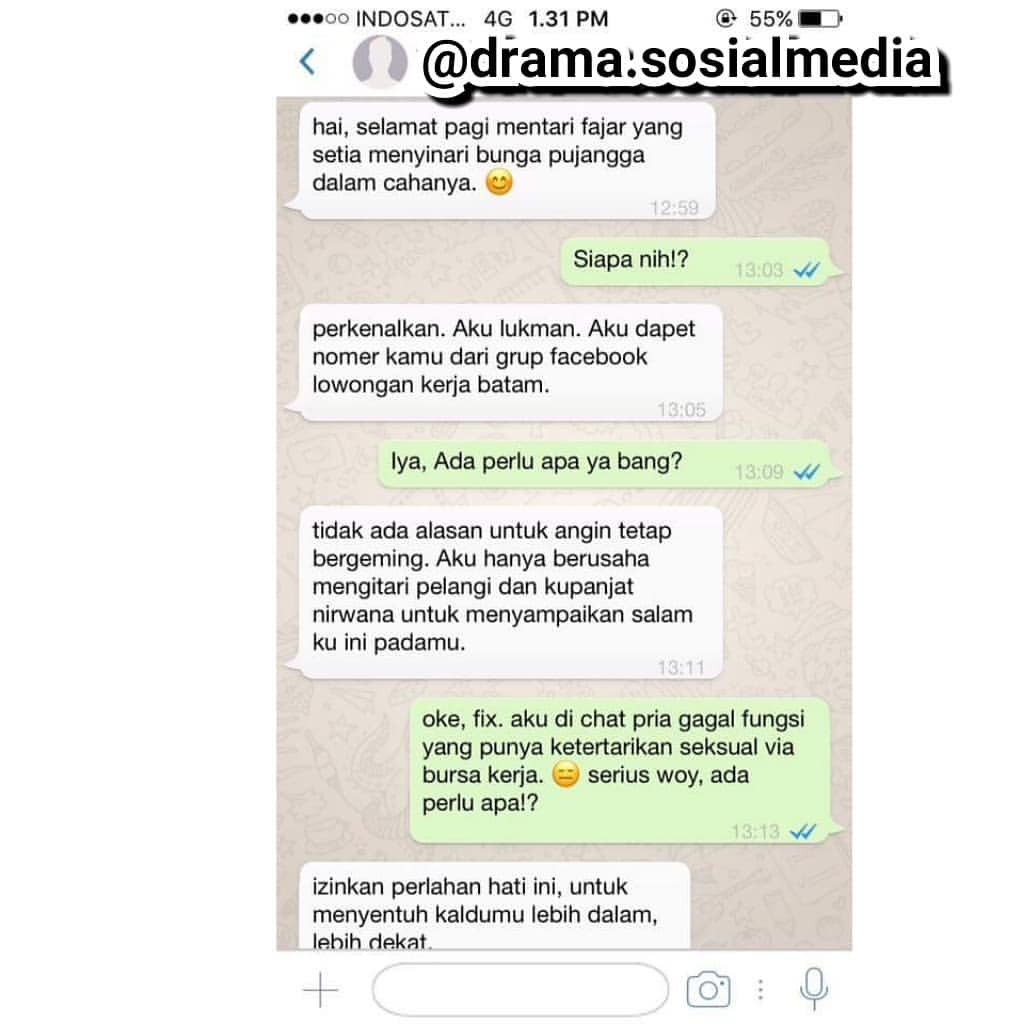 INDOSAT... 4G 1.31 PM 55%
@drama.sosialmedia
hai, selamat pagi mentari fajar yang
setia menyinari bunga pujangga
dalam cahanya. 😊
12:59
Siapa nih!? 13:03
perkenalkan. Aku lukman. Aku dapet
nomer kamu dari grup facebook
lowongan kerja batam.
13:05
Iya, Ada perlu apa ya bang? 13:09
tidak ada alasan untuk angin tetap
bergeming. Aku hanya berusaha
mengitari pelangi dan kupanjat
nirwana untuk menyampaikan salam
ku ini padamu.
13:11
oke, fix. aku di chat pria gagal fungsi
yang punya ketertarikan seksual via
bursa kerja. 😑 serius woy, ada
perlu apa!?
13:13
izinkan perlahan hati ini, untuk
menyentuh kaldumu lebih dalam,
lebih dekat.